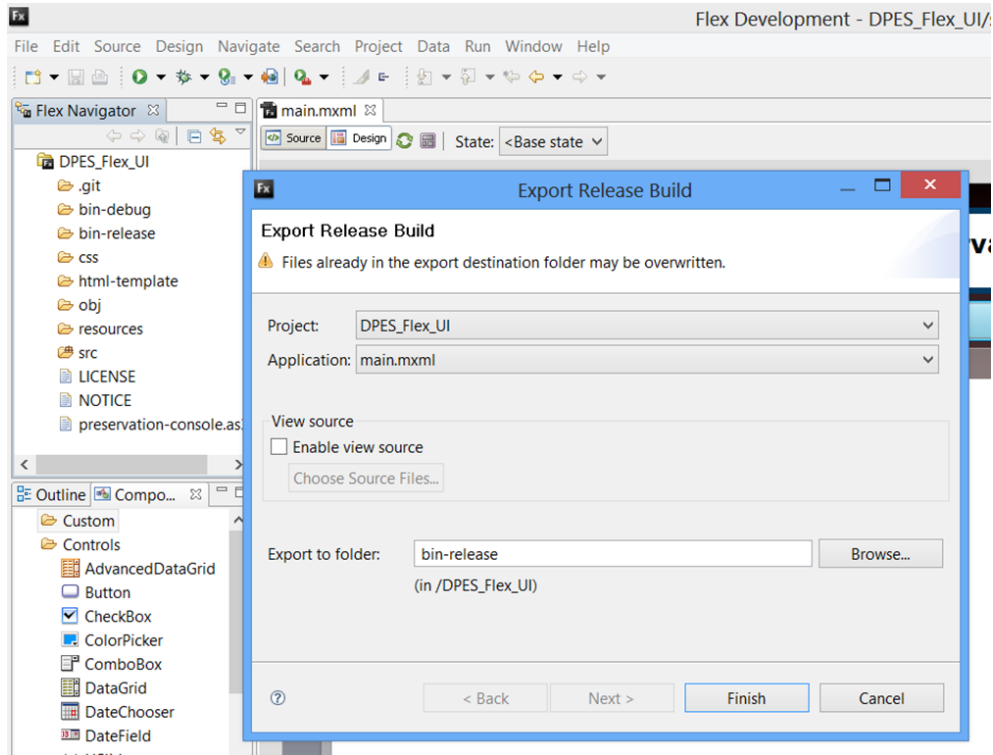 Fx
Flex Development - DPES_Flex_UI/
File Edit Source Design Navigate Search Project Data Run Window Help
Flex Navigator
main.mxml
Source Design State: <Base state
DPES_Flex_UI
.git
bin-debug
bin-release
css
html-template
obj
resources
src
LICENSE
NOTICE
preservation-console.as
Outline Compo...
Custom
Controls
AdvancedDataGrid
Button
CheckBox
ColorPicker
ComboBox
DataGrid
DateChooser
DateField
Fx Export Release Build
Export Release Build
Files already in the export destination folder may be overwritten.
Project: DPES_Flex_UI
Application: main.mxml
View source
Enable view source
Choose Source Files...
Export to folder: bin-release Browse...
(in /DPES_Flex_UI)
< Back Next > Finish Cancel